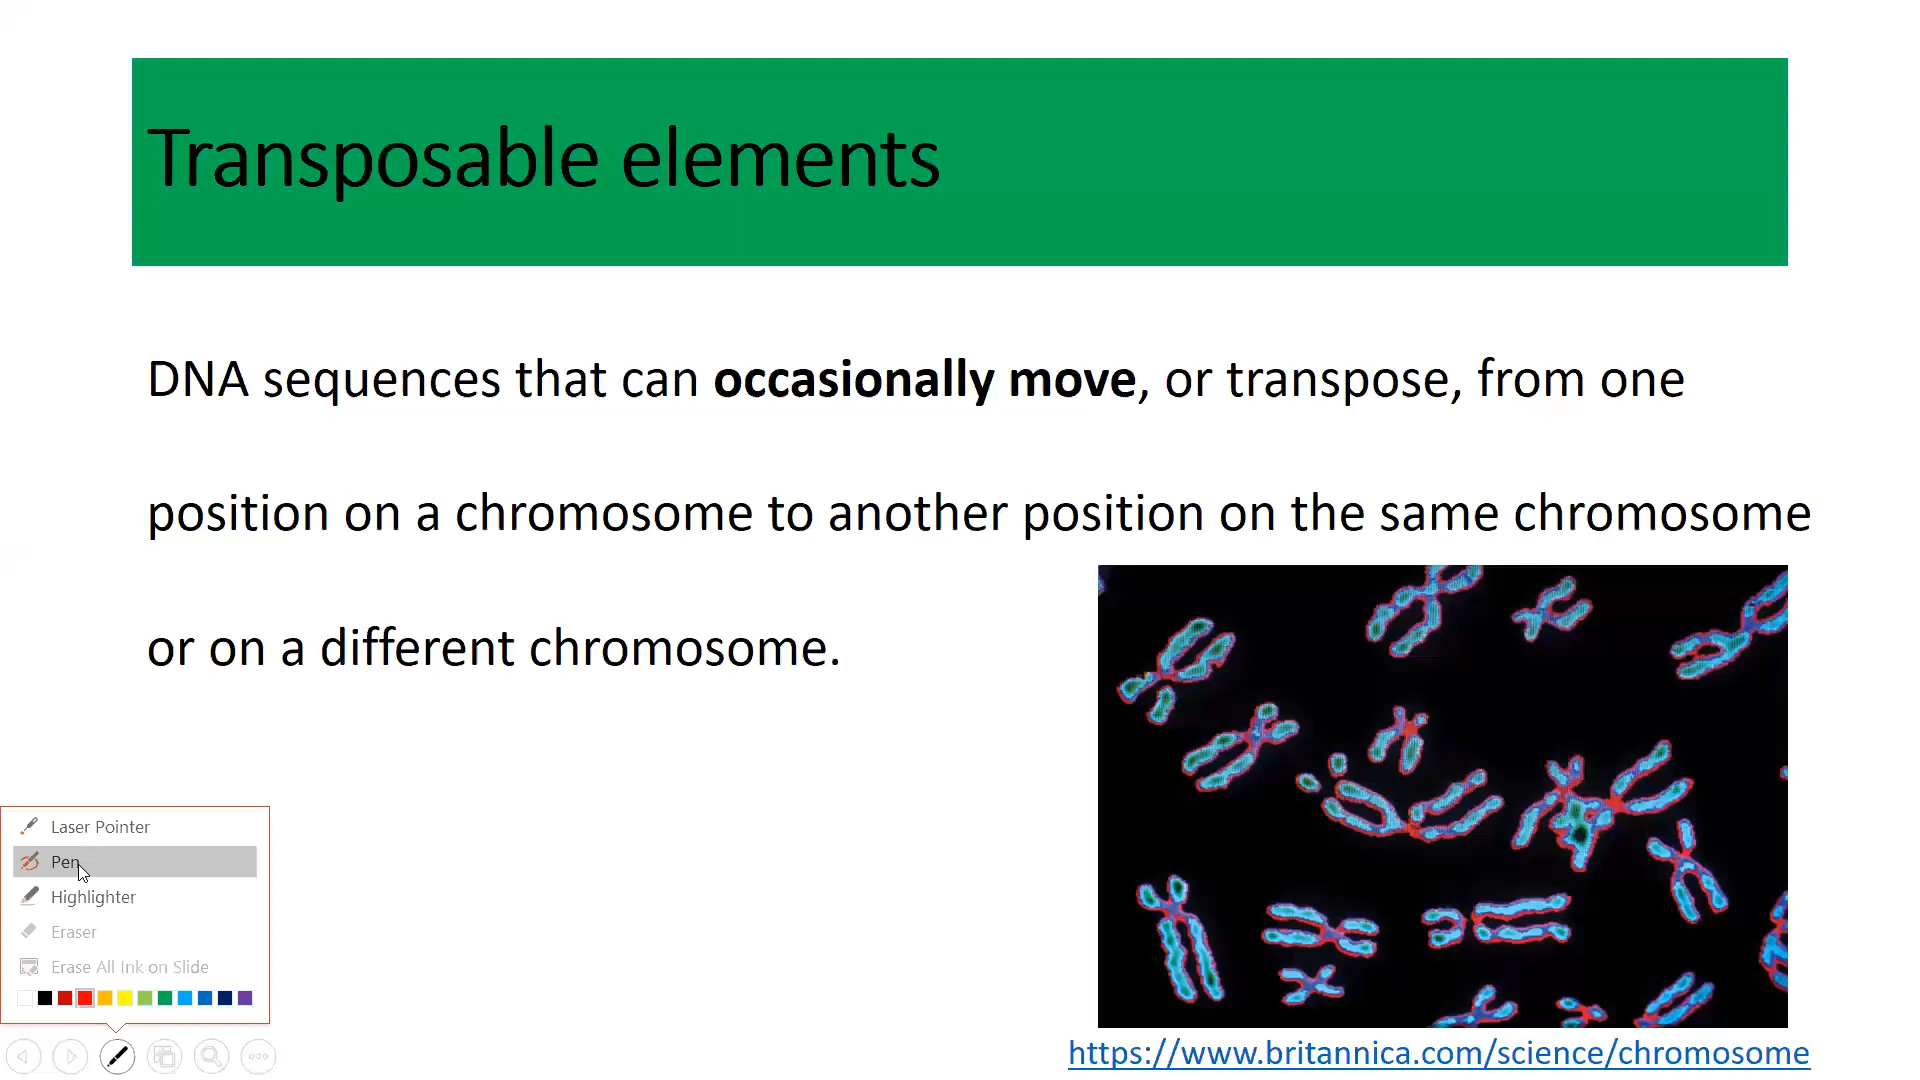 Transposable elements
DNA sequences that can occasionally move, or transpose, from one
position on a chromosome to another position on the same chromosome
or on a different chromosome.
Laser Pointer
Pen
Highlighter
Eraser
Erase All Ink on Slide
https://www.britannica.com/science/chromosome